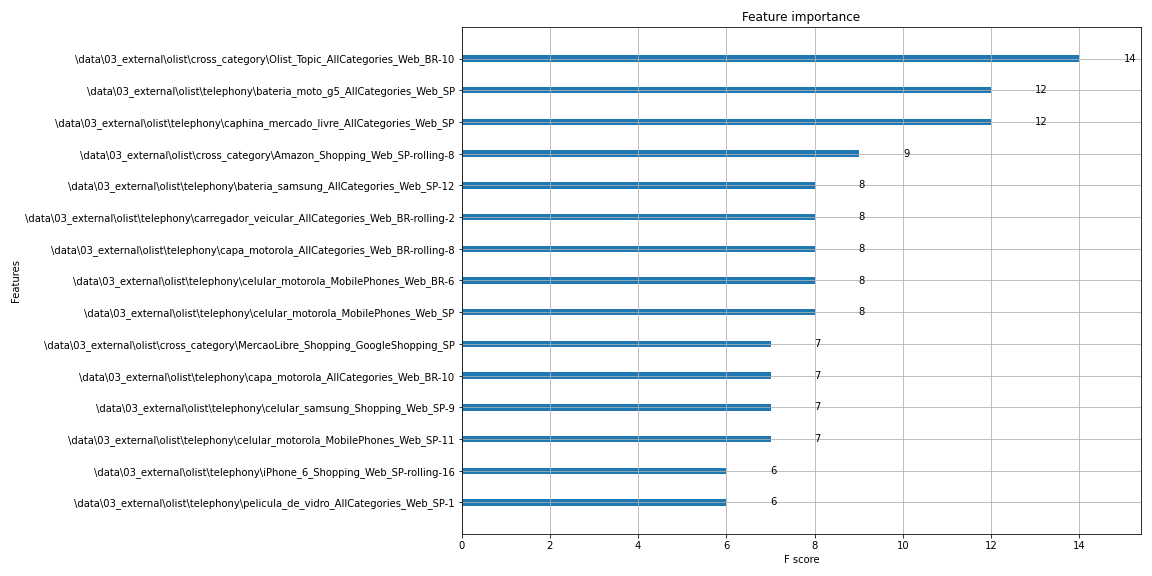 Feature importance
\data\03_external\olist\cross_category\Olist_Topic_AllCategories_Web_BR-10
14
\data\03_external\olist\telephony\bateria_moto_g5_AllCategories_Web_SP
12
\data\03_external\olist\telephony\caphina_mercado_livre_AllCategories_Web_SP
12
\data\03_external\olist\cross_category\Amazon_Shopping_Web_SP-rolling-8
9
\data\03_external\olist\telephony\bateria_samsung_AllCategories_Web_SP-12
8
\data\03_external\olist\telephony\carregador_veicular_AllCategories_Web_BR-rolling-2
8
\data\03_external\olist\telephony\capa_motorola_AllCategories_Web_BR-rolling-8
8
\data\03_external\olist\telephony\celular_motorola_MobilePhones_Web_BR-6
8
\data\03_external\olist\telephony\celular_motorola_MobilePhones_Web_SP
8
\data\03_external\olist\cross_category\MercaoLibre_Shopping_GoogleShopping_SP
7
\data\03_external\olist\telephony\capa_motorola_AllCategories_Web_BR-10
7
\data\03_external\olist\telephony\celular_samsung_Shopping_Web_SP-9
7
\data\03_external\olist\telephony\celular_motorola_MobilePhones_Web_SP-11
7
\data\03_external\olist\telephony\iPhone_6_Shopping_Web_SP-rolling-16
6
\data\03_external\olist\telephony\pelicula_de_vidro_AllCategories_Web_SP-1
6
Features
0 2 4 6 8 10 12 14
F score